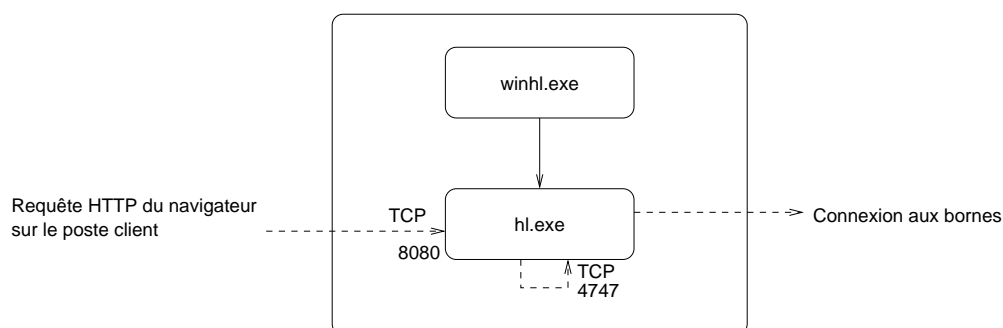 winhl.exe
Requête HTTP du navigateur
sur le poste client
TCP
8080
hl.exe
Connexion aux bornes
TCP
4747